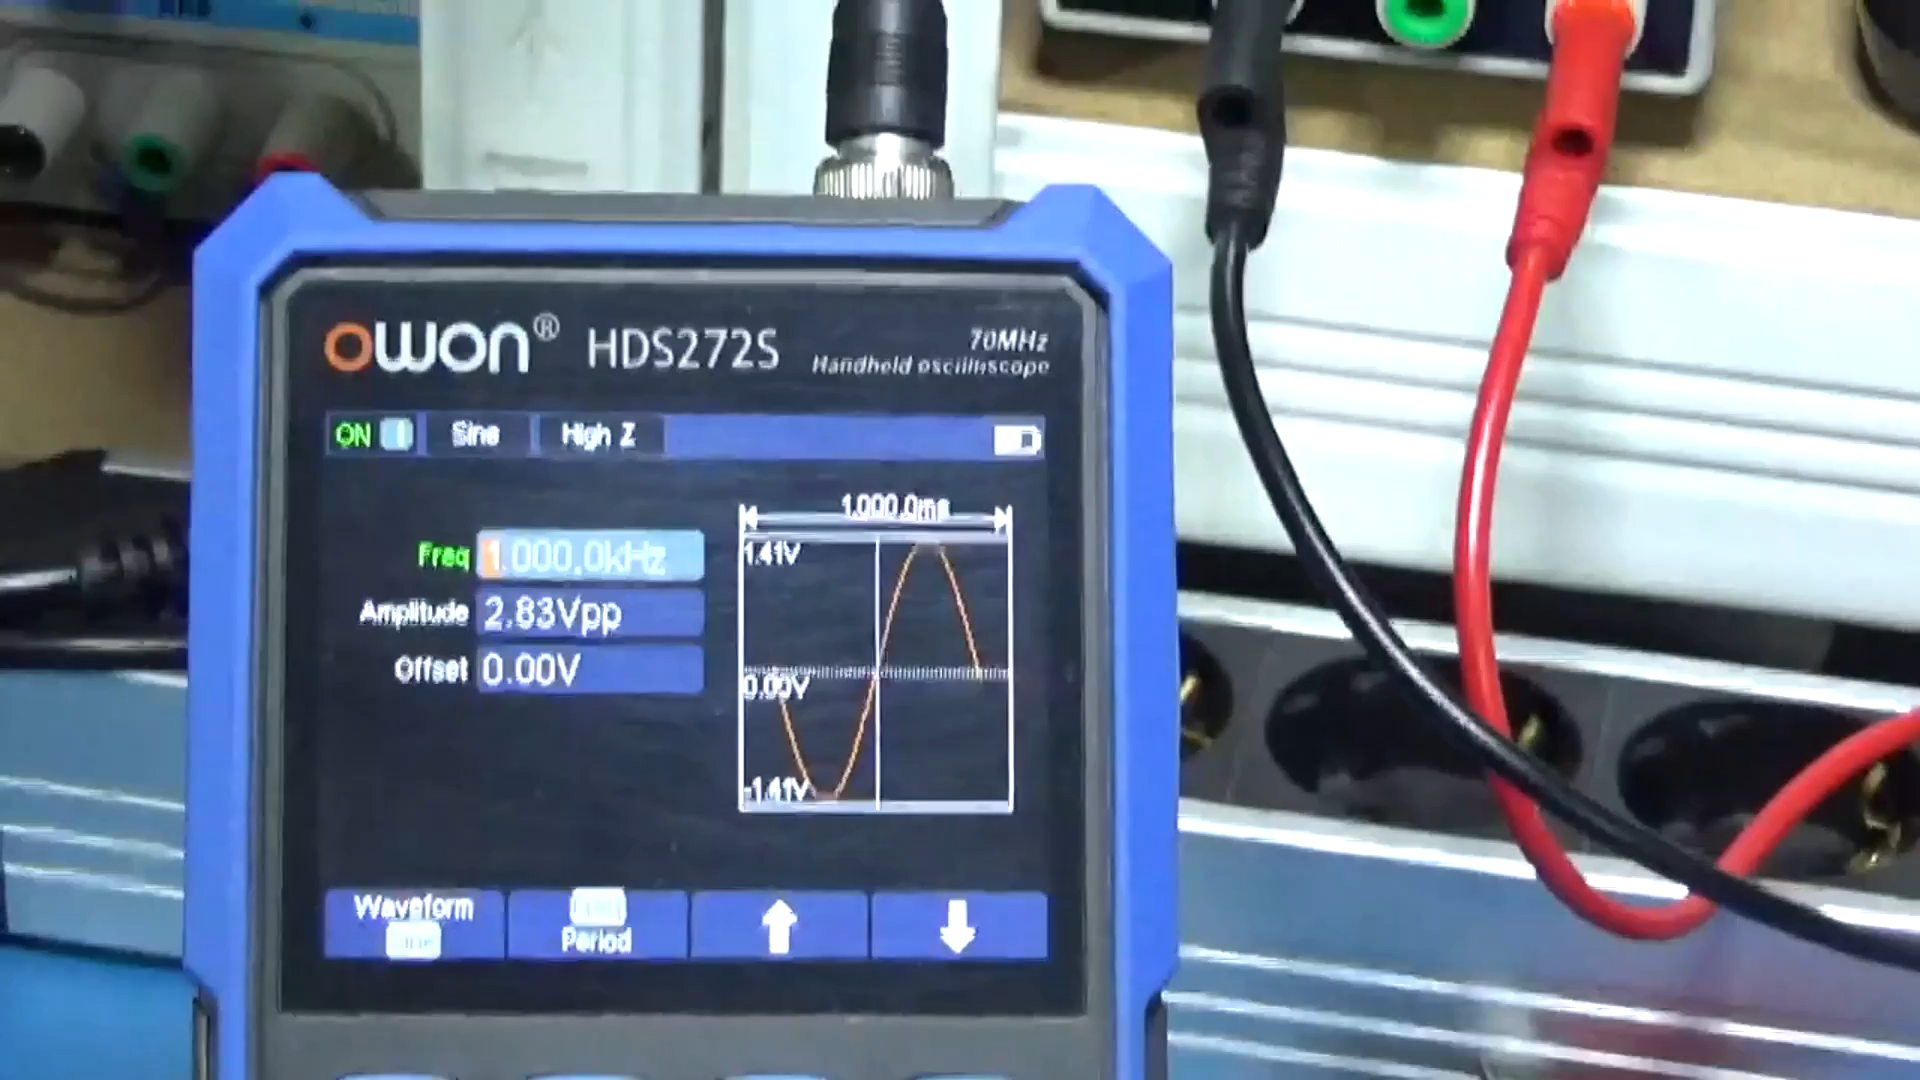 owon® HDS272S
70MHz
Handheld oscilloscope
ON Sine High Z
1.000,0ms
Freq 1.000,0kHz
1.41V
Amplitude 2.83Vpp
Offset 0.00V
0.00V
-1.41V
Waveform
Sine
Period